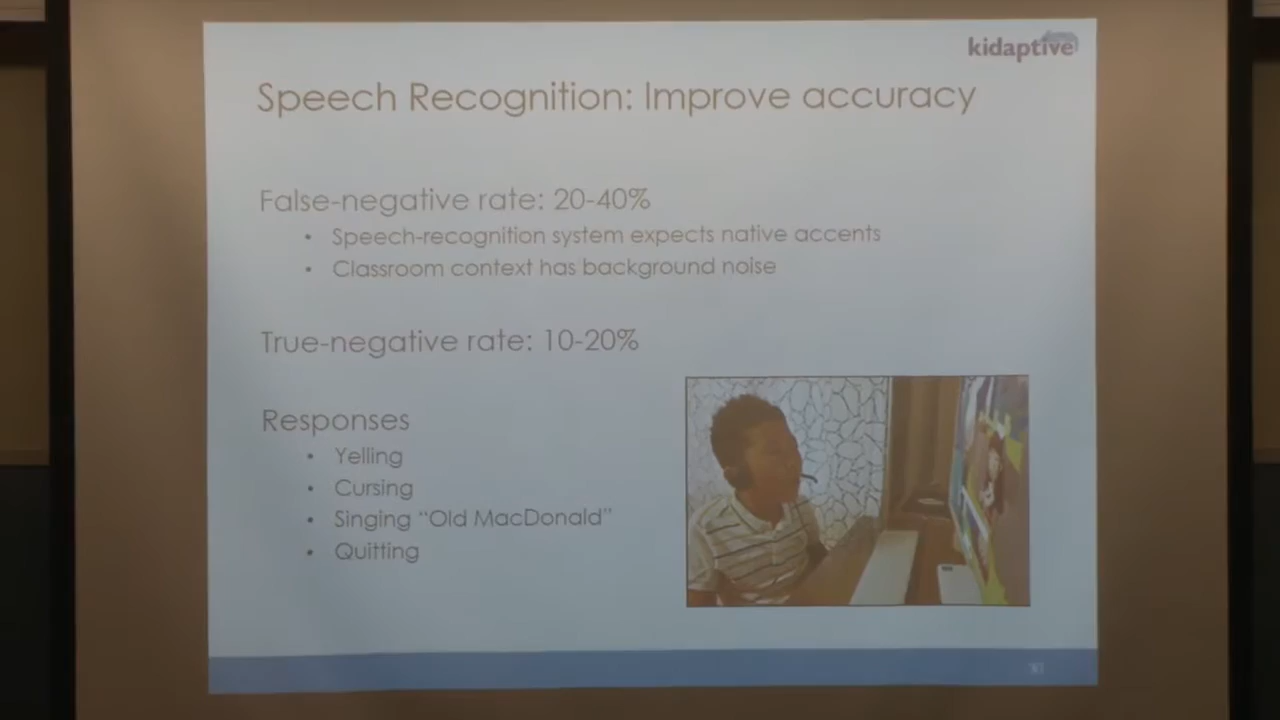 kidaptive
Speech Recognition: Improve accuracy
False-negative rate: 20-40%
• Speech-recognition system expects native accents
• Classroom context has background noise
True-negative rate: 10-20%
Responses
• Yelling
• Cursing
• Singing “Old MacDonald”
• Quitting